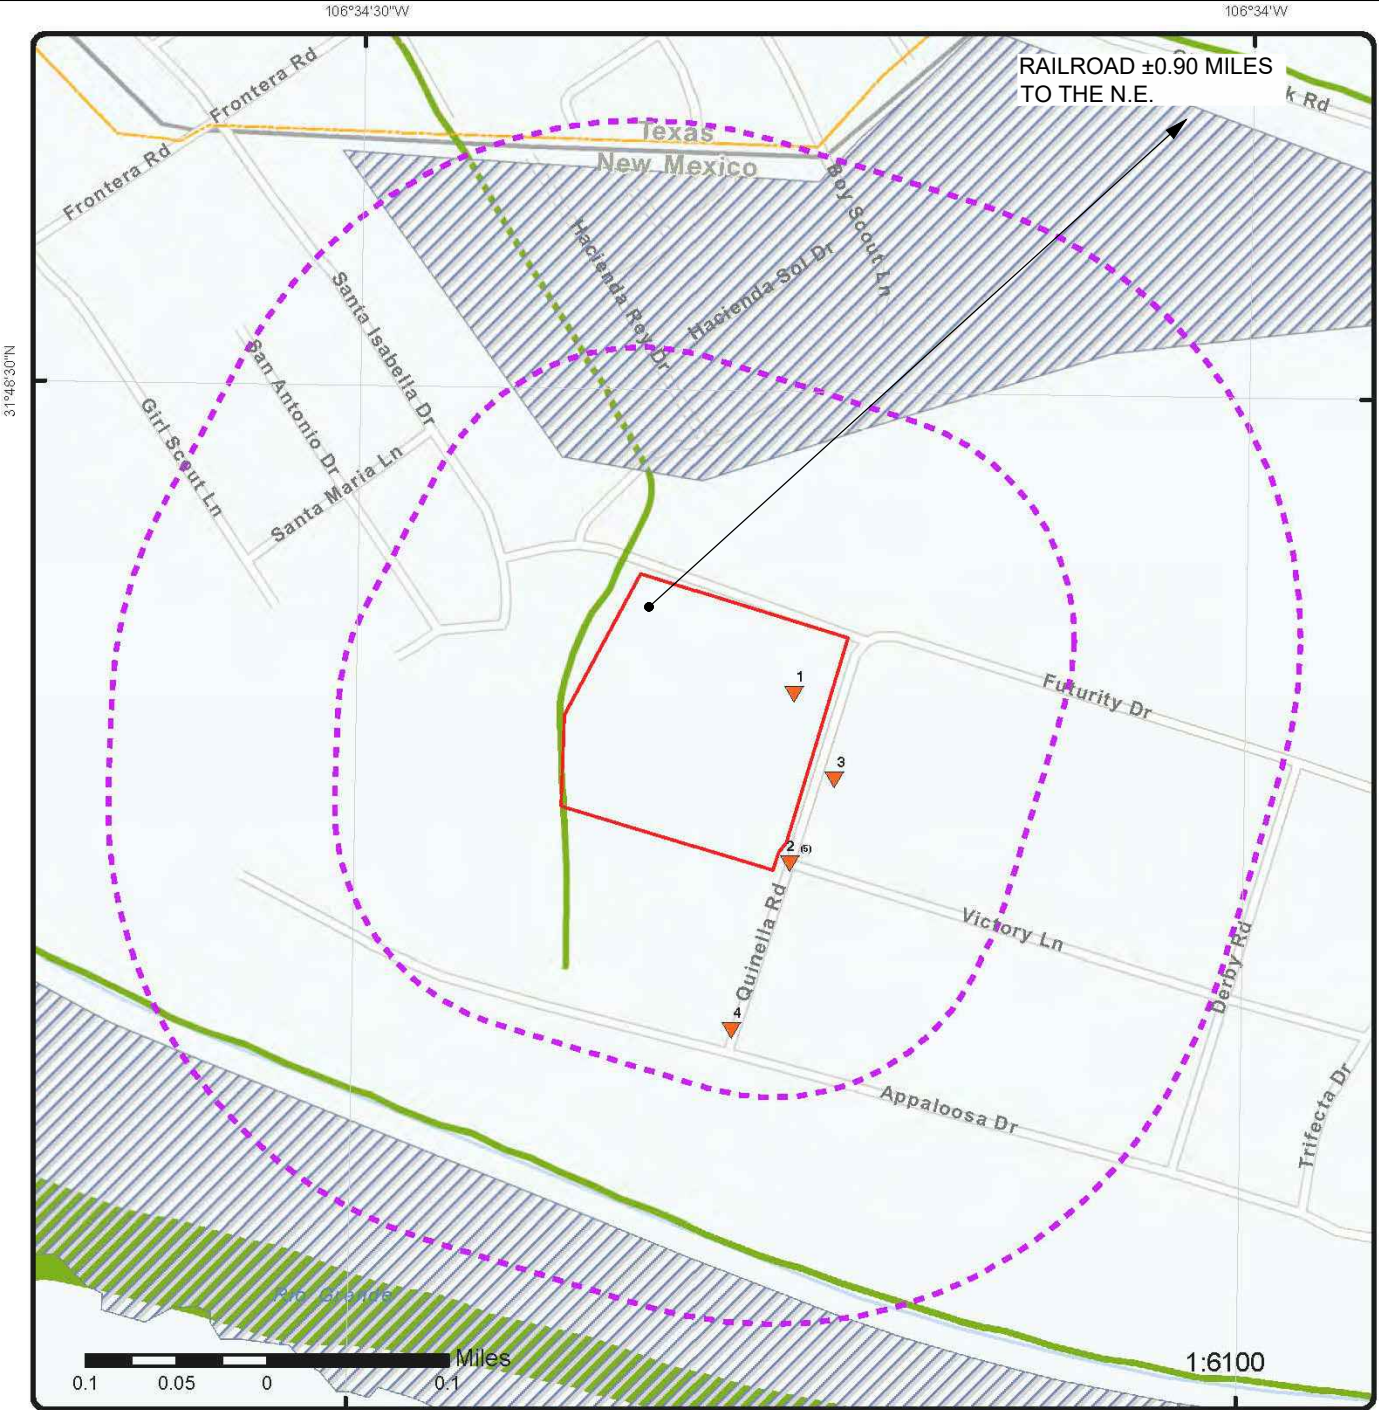 106°34'30"W
106°34'W
RAILROAD ±0.90 MILES
TO THE N.E.
k Rd
Frontera Rd
Texas
New Mexico
Frontera Rd
Boy Scout Ln
Hacienda Rey Dr
Hacienda Sol Dr
Santa Isabella Dr
San Antonio Dr
31°48'30"N
Girl Scout Ln
Santa Maria Ln
1
Futurity Dr
3
2 (5)
Quinella Rd
Victory Ln
Derby Rd
4
Appaloosa Dr
Trifecta Dr
Rio Grande
Miles
0.1 0.05 0 0.1
1:6100